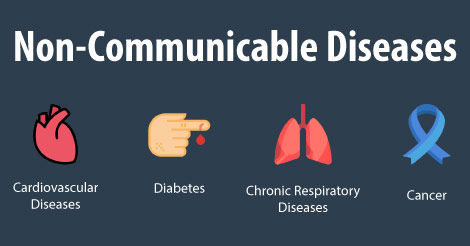 Non-Communicable Diseases
Cardiovascular
Diseases
Diabetes
Chronic Respiratory
Diseases
Cancer